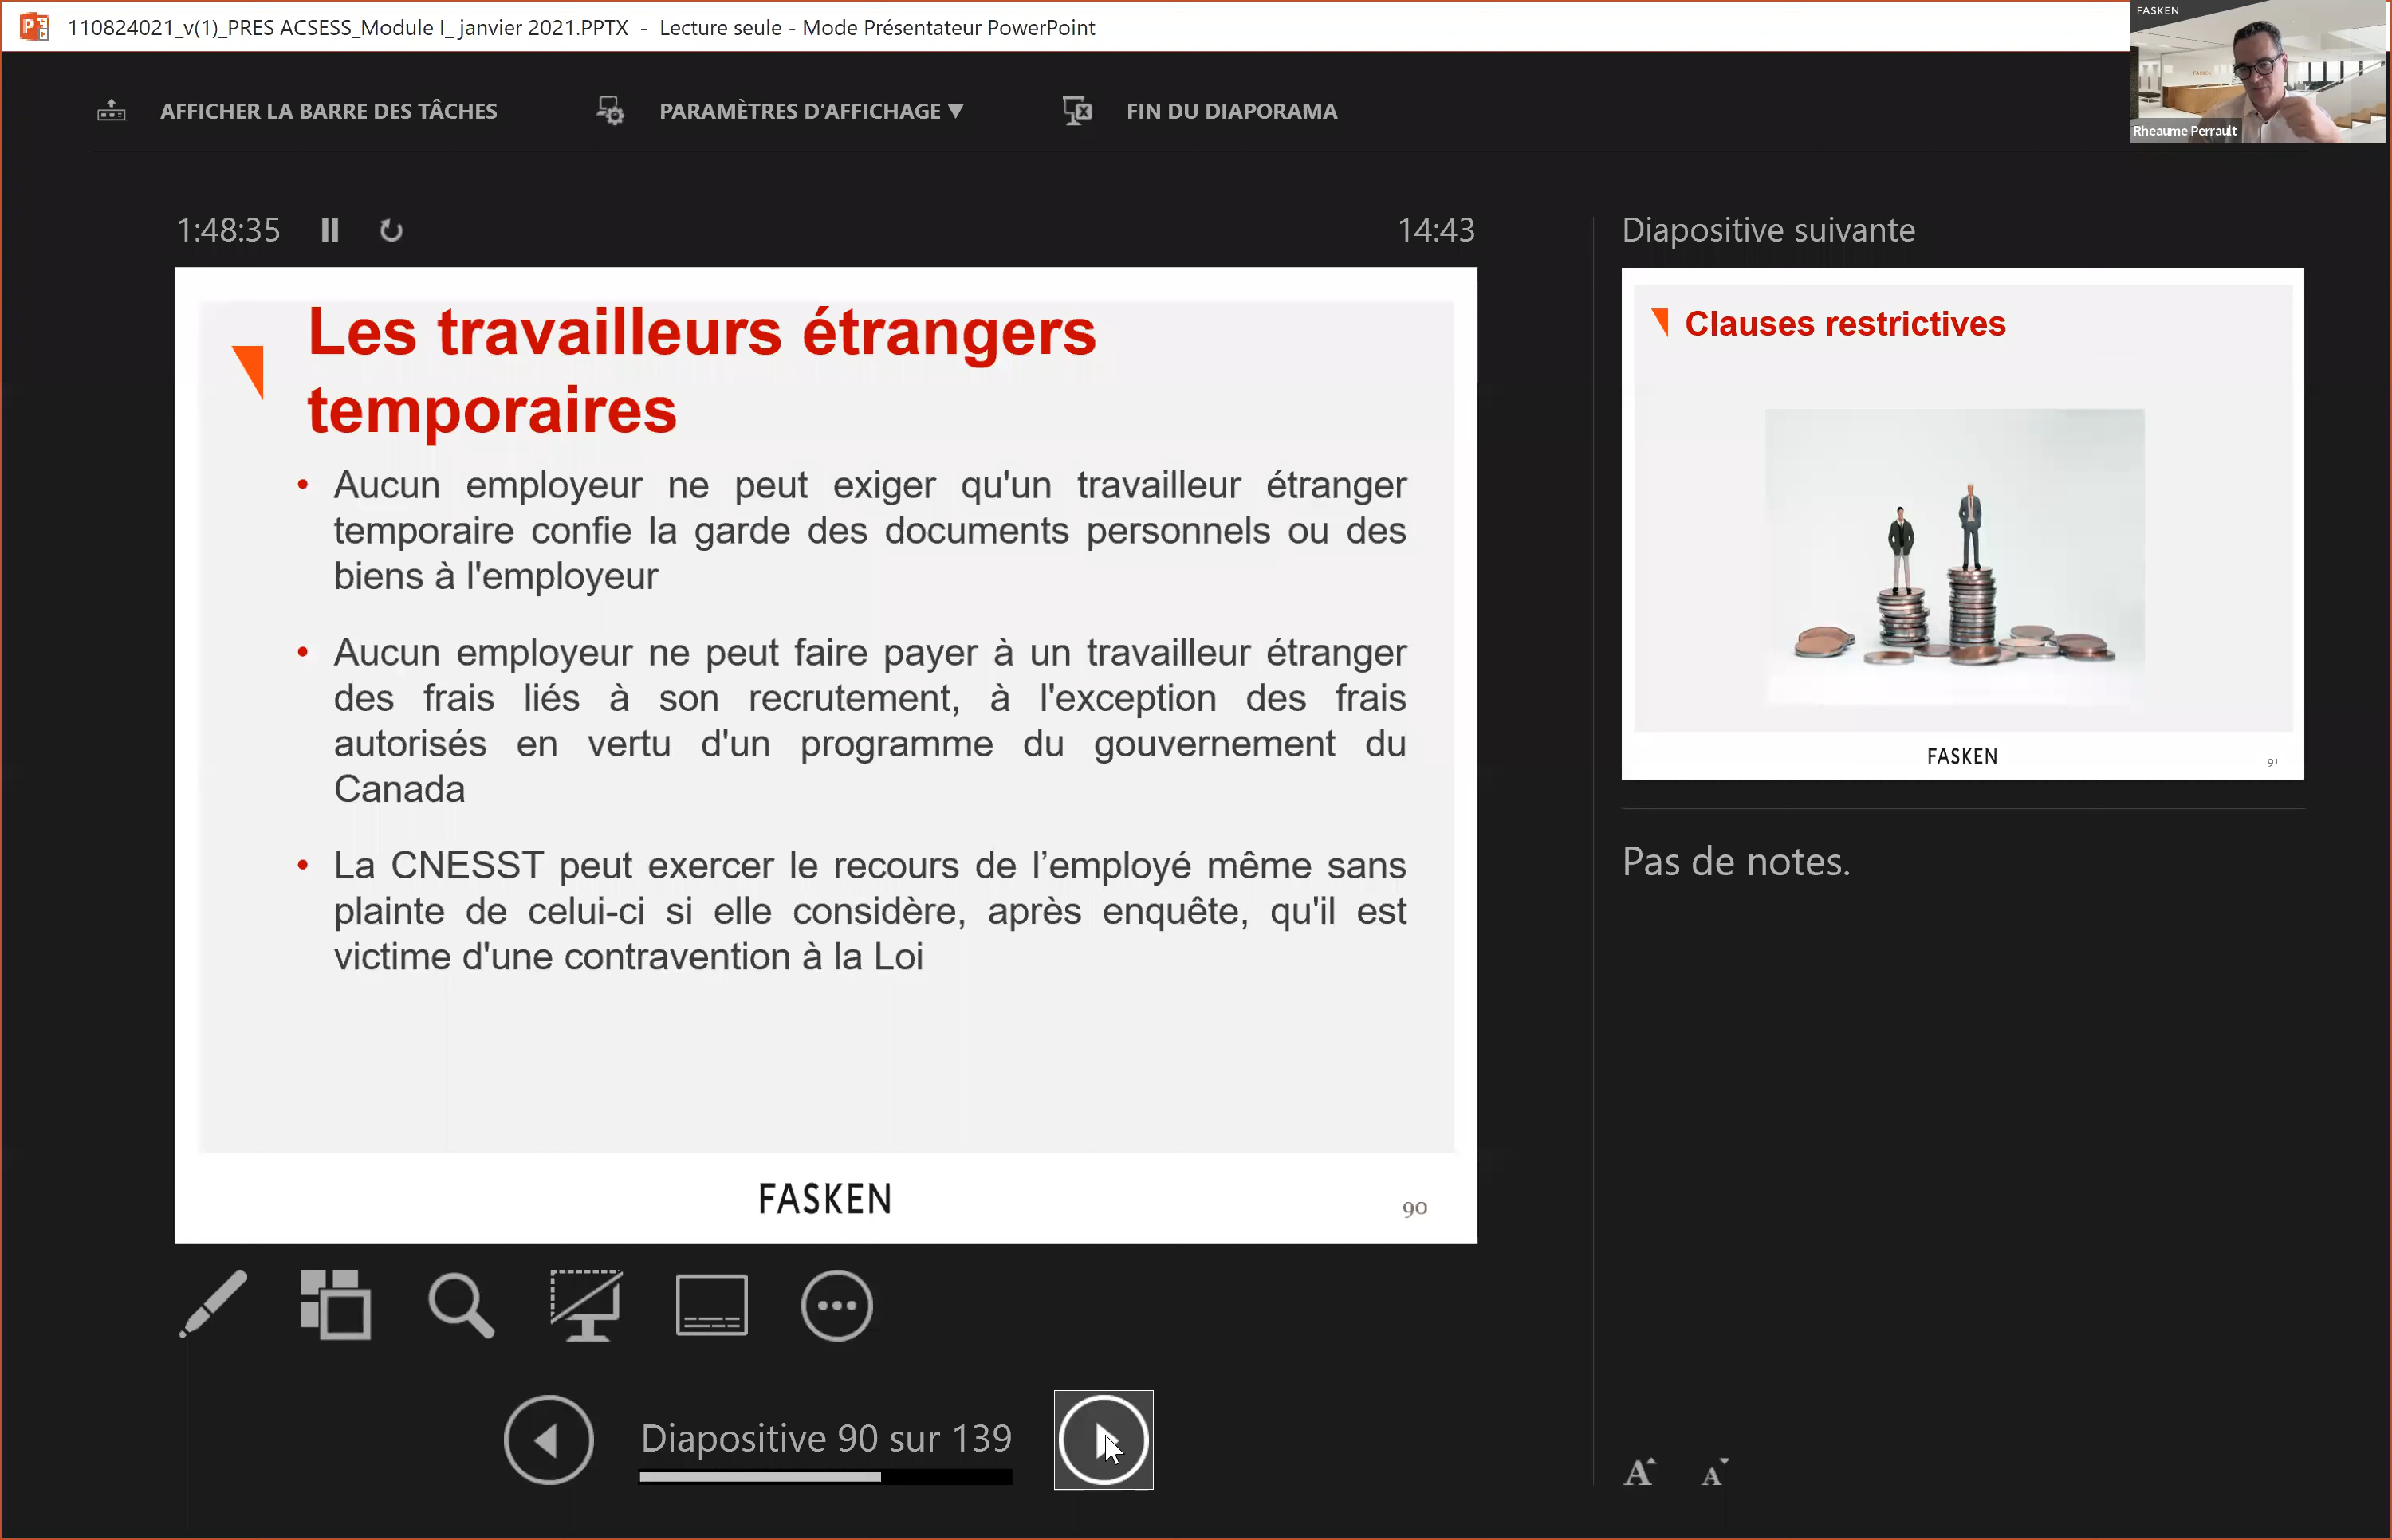 110824021_v(1)_PRES ACSESS_Module I_ janvier 2021.PPTX - Lecture seule - Mode Présentateur PowerPoint
FASKEN
Rheaume Perrault
AFFICHER LA BARRE DES TÂCHES
PARAMÈTRES D'AFFICHAGE
FIN DU DIAPORAMA
1:48:35
14:43
Les travailleurs étrangers
temporaires
• Aucun employeur ne peut exiger qu'un travailleur étranger
temporaire confie la garde des documents personnels ou des
biens à l'employeur
• Aucun employeur ne peut faire payer à un travailleur étranger
des frais liés à son recrutement, à l'exception des frais
autorisés en vertu d'un programme du gouvernement du
Canada
• La CNESST peut exercer le recours de l’employé même sans
plainte de celui-ci si elle considère, après enquête, qu'il est
victime d'une contravention à la Loi
FASKEN
90
Diapositive 90 sur 139
Diapositive suivante
Clauses restrictives
FASKEN
91
Pas de notes.
A A